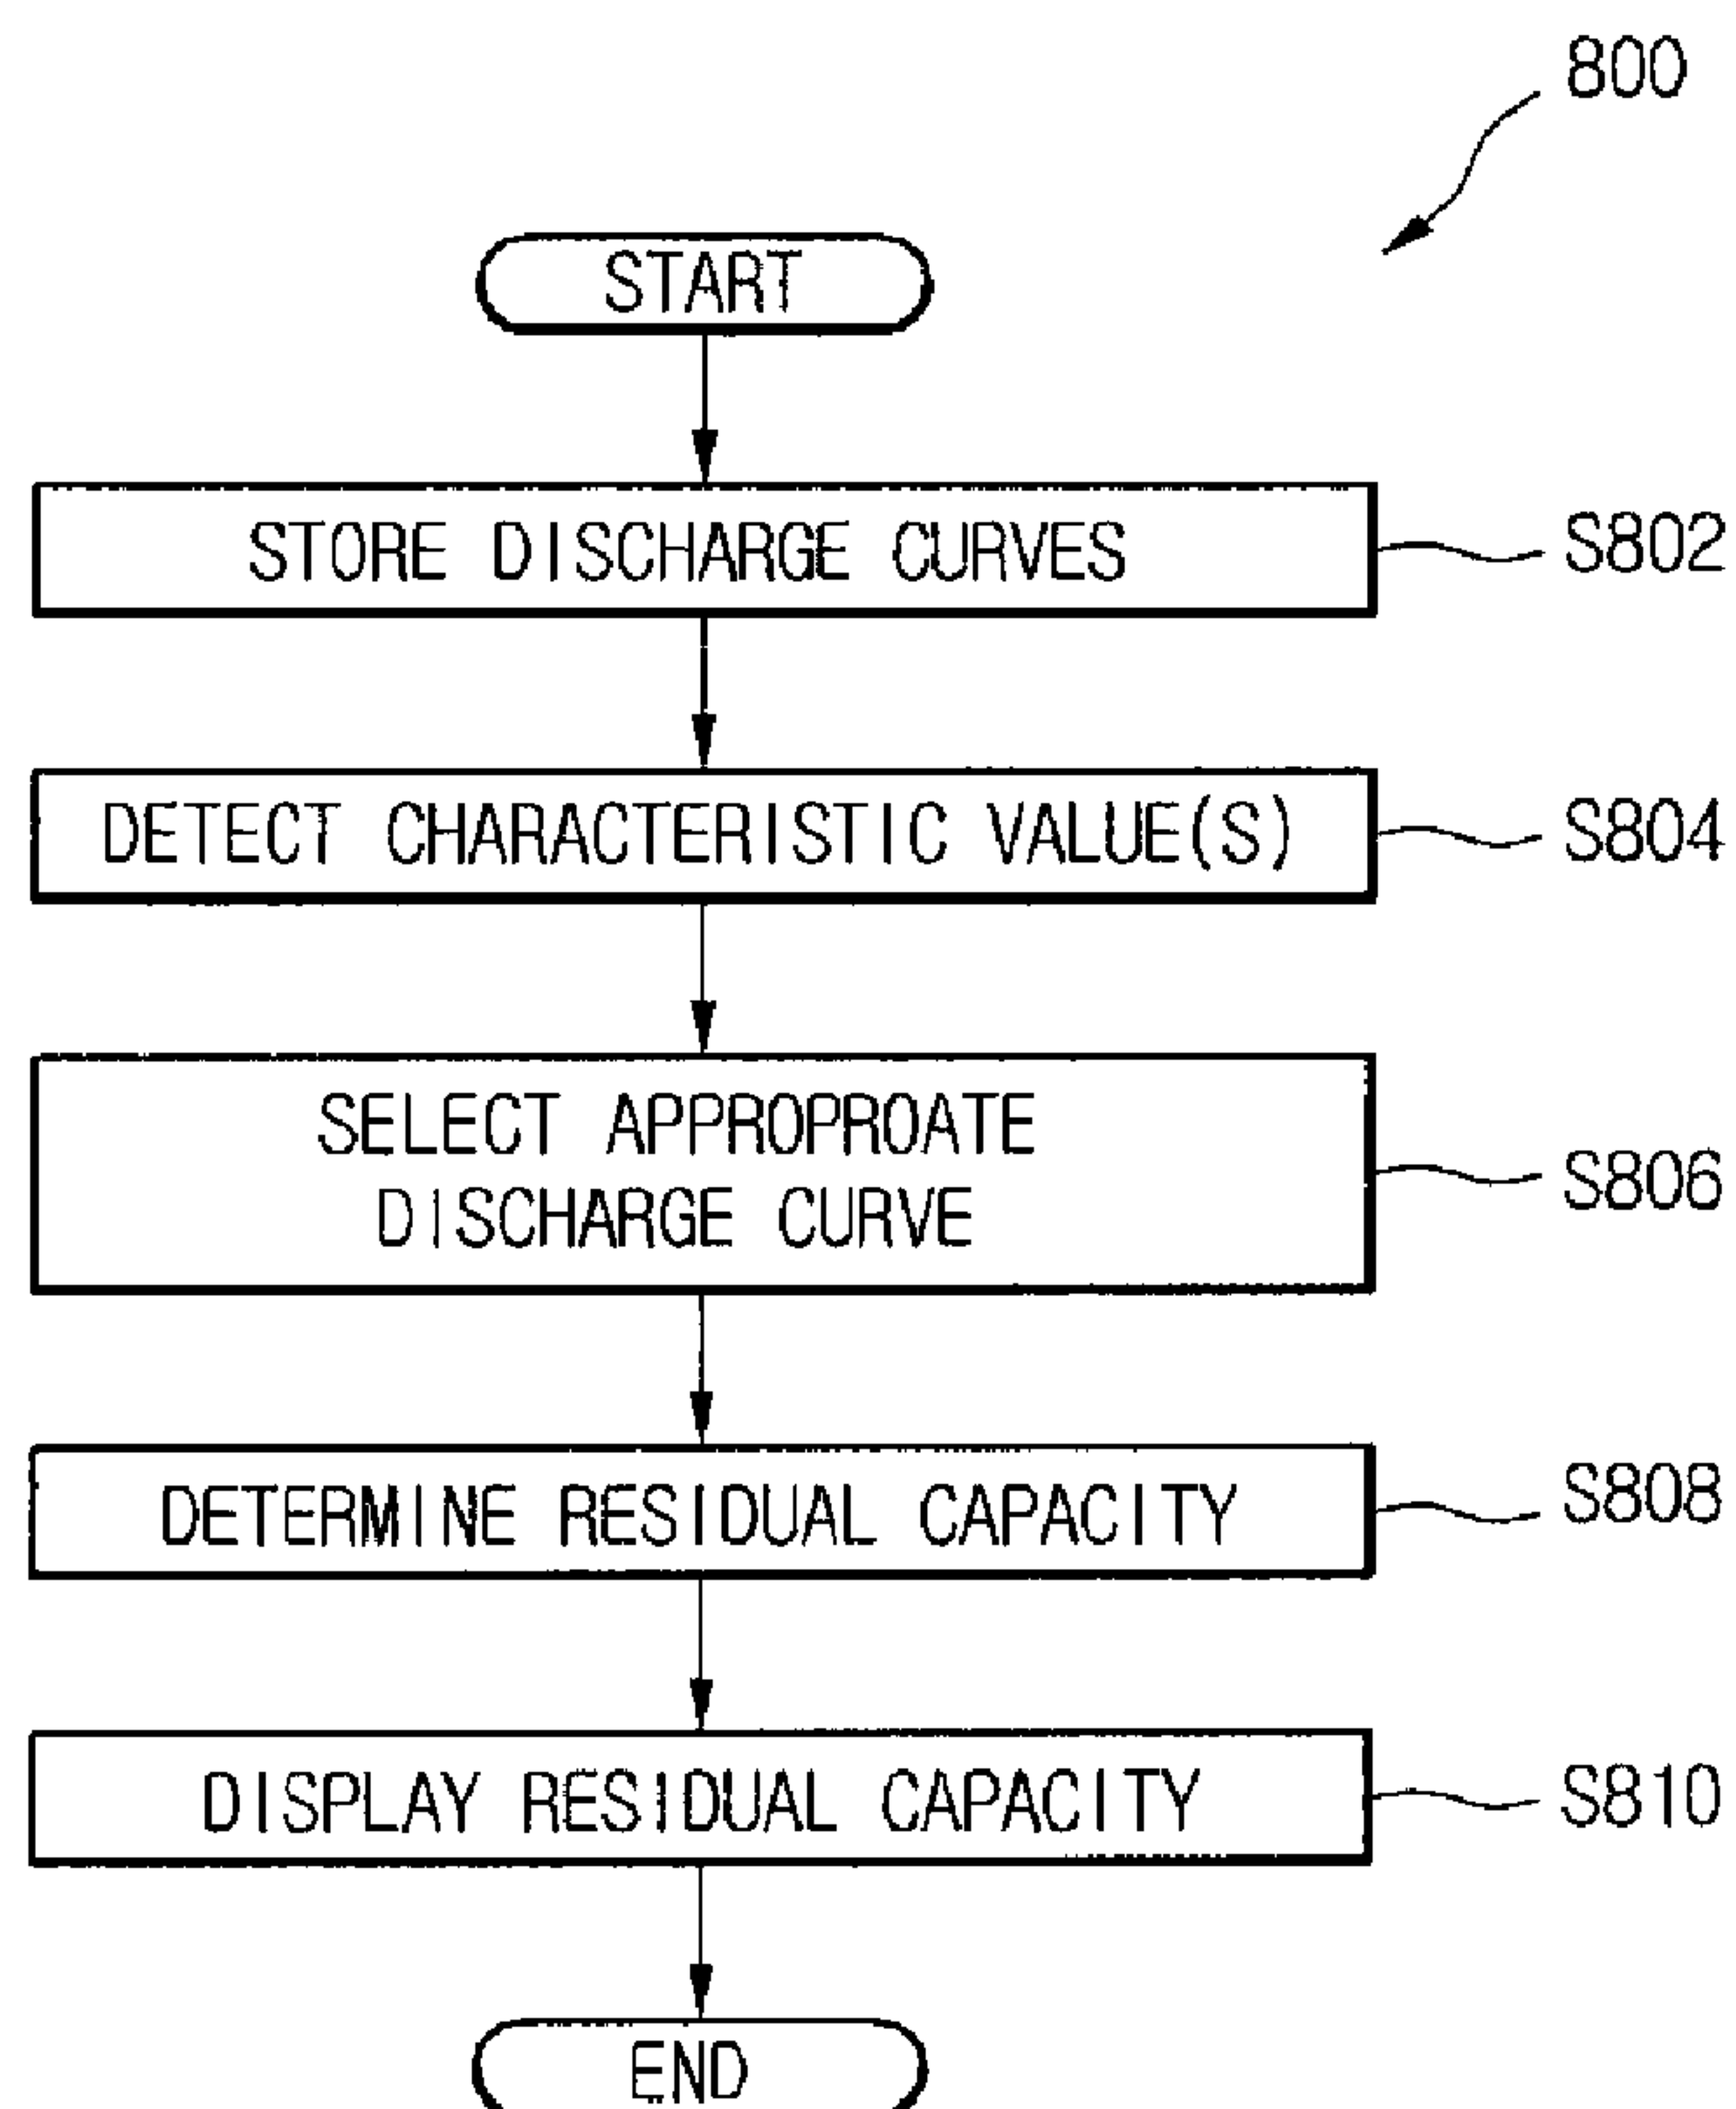 800
START
STORE DISCHARGE CURVES
S802
DETECT CHARACTERISTIC VALUE(S)
S804
SELECT APPROPROATE
DISCHARGE CURVE
S806
DETERMINE RESIDUAL CAPACITY
S808
DISPLAY RESIDUAL CAPACITY
S810
END